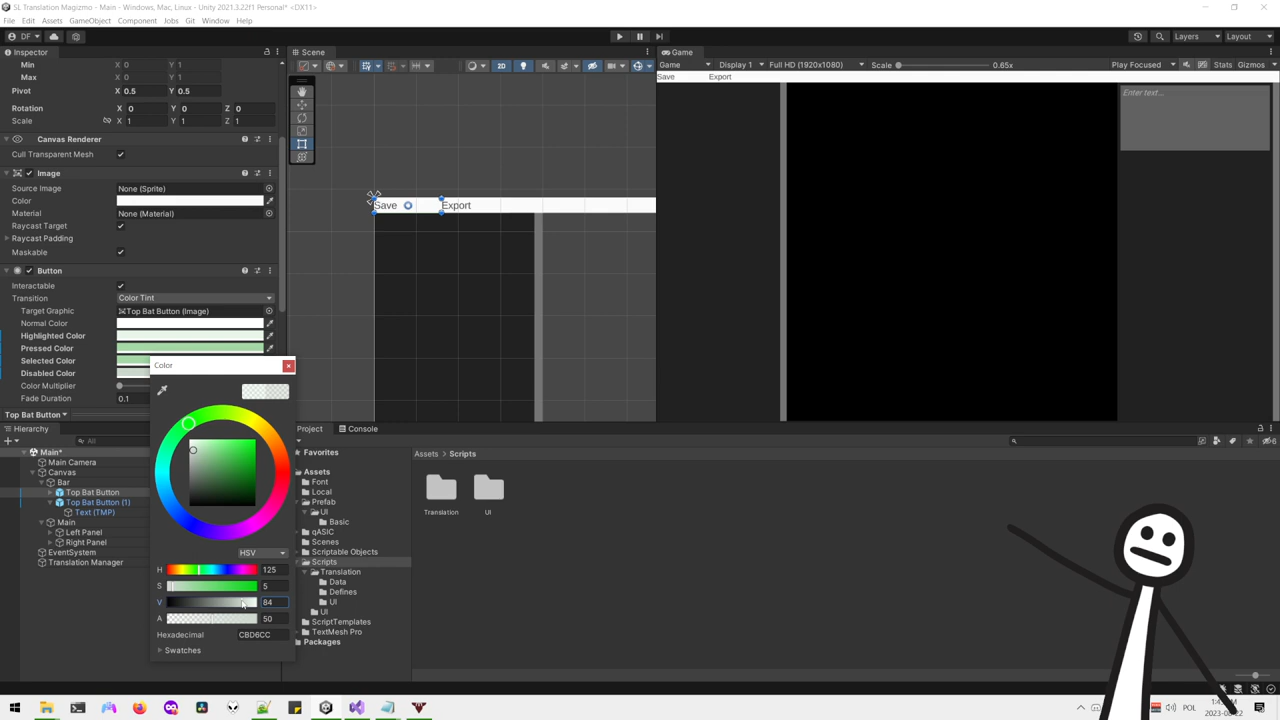 SL Translation Magizmo - Main - Windows, Mac, Linux - Unity 2021.3.22f1 Personal* <DX11>
File Edit Assets GameObject Component Jobs Git Window Help
DF
Layers Layout
Inspector
Min X 0 Y 1
Max X 0 Y 1
Pivot X 0.5 Y 0.5
Rotation X 0 Y 0 Z 0
Scale X 1 Y 1 Z 1
Canvas Renderer
Cull Transparent Mesh
Image
Source Image None (Sprite)
Color
Material None (Material)
Raycast Target
Raycast Padding
Maskable
Button
Interactable
Transition Color Tint
Target Graphic Top Bat Button (Image)
Normal Color
Highlighted Color
Pressed Color
Selected Color
Disabled Color
Color Multiplier
Fade Duration 0.1
Top Bat Button
Scene
2D
Save Export
Game
Game Display 1 Full HD (1920x1080) Scale 0.65x Play Focused Stats Gizmos
Save Export
Enter text...
Color
HSV
H 125
S 5
V 84
A 50
Hexadecimal CBD6CC
Swatches
Hierarchy
All
Main*
Main Camera
Canvas
Bar
Top Bat Button
Top Bat Button (1)
Text (TMP)
Main
Left Panel
Right Panel
EventSystem
Translation Manager
Project Console
Favorites
Assets
Font
Local
Prefab
UI
Basic
qASIC
Scenes
Scriptable Objects
Scripts
Translation
Data
Defines
UI
UI
ScriptTemplates
TextMesh Pro
Packages
Assets > Scripts
Translation UI
6
POL